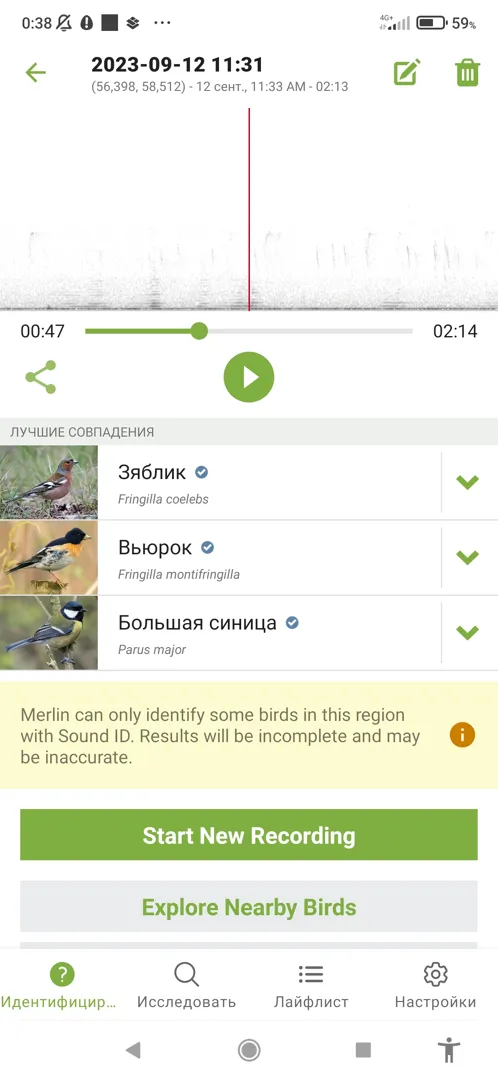 0:38
4G+
59%
2023-09-12 11:31
(56,398, 58,512) - 12 сент., 11:33 AM - 02:13
00:47
02:14
ЛУЧШИЕ СОВПАДЕНИЯ
Зяблик
Fringilla coelebs
Вьюрок
Fringilla montifringilla
Большая синица
Parus major
Merlin can only identify some birds in this region
with Sound ID. Results will be incomplete and may
be inaccurate.
Start New Recording
Explore Nearby Birds
Идентифицир...
Исследовать
Лайфлист
Настройки